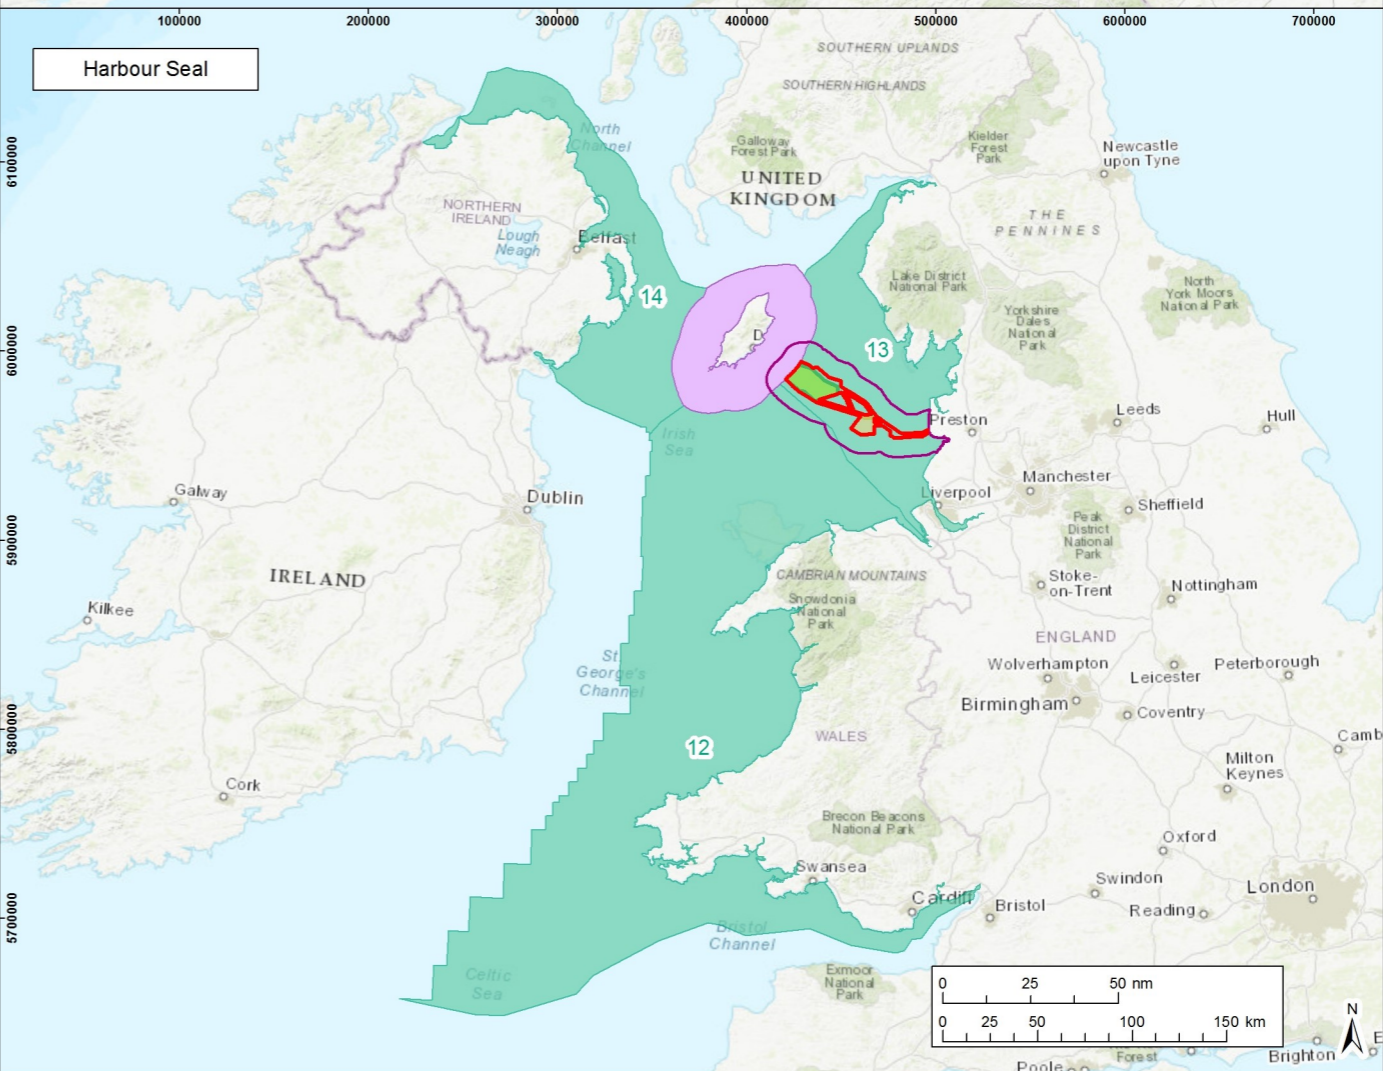 100000
200000
300000
400000
500000
600000
700000
Harbour Seal
SOUTHERN UPLANDS
SOUTHERN HIGHLANDS
North
Channel
Galloway
Forest Park
Kielder
Forest
Park
Newcastle
upon Tyne
6100000
UNITED
KINGDOM
NORTHERN
IRELAND
Lough
Neagh
Belfast
THE
PENNINES
Lake District
National Park
North
York Moors
National Park
14
Yorkshire
Dales
National
Park
6000000
D
13
Preston
Leeds
Hull
Irish
Sea
Galway
Dublin
Liverpool
Manchester
Sheffield
Peak
District
National
Park
5900000
IRELAND
CAMBRIAN MOUNTAINS
Snowdonia
National
Park
Stoke-
on-Trent
Nottingham
Kilkee
ENGLAND
St.
George's
Channel
Wolverhampton
Leicester
Peterborough
Birmingham
Coventry
5800000
12
WALES
Camb
Milton
Keynes
Cork
Brecon Beacons
National Park
Oxford
Swansea
Swindon
London
Cardiff
Bristol
Reading
5700000
Bristol
Channel
Celtic
Sea
Exmoor
National
Park
0 25 50 nm
0 25 50 100 150 km
N
Forest
Poole
Brighton
E